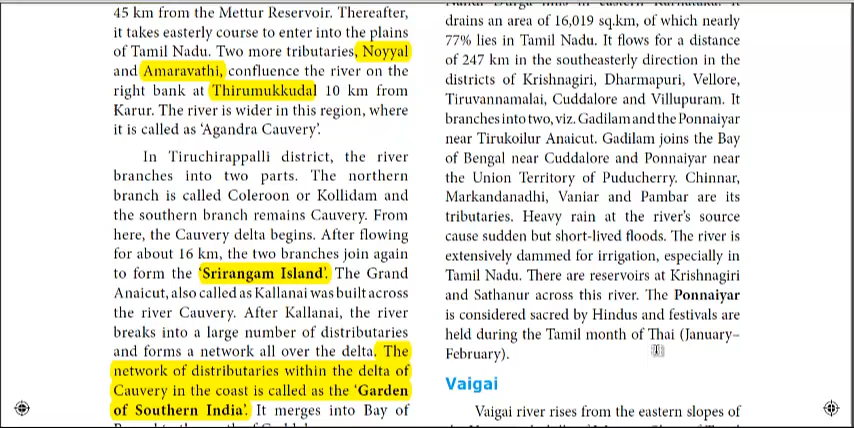 45 km from the Mettur Reservoir. Thereafter,
it takes easterly course to enter into the plains
of Tamil Nadu. Two more tributaries, Noyyal
and Amaravathi, confluence the river on the
right bank at Thirumukkudal 10 km from
Karur. The river is wider in this region, where
it is called as ‘Agandra Cauvery’.
In Tiruchirappalli district, the river
branches into two parts. The northern
branch is called Coleroon or Kollidam and
the southern branch remains Cauvery. From
here, the Cauvery delta begins. After flowing
for about 16 km, the two branches join again
to form the ‘Srirangam Island’. The Grand
Anaicut, also called as Kallanai was built across
the river Cauvery. After Kallanai, the river
breaks into a large number of distributaries
and forms a network all over the delta. The
network of distributaries within the delta of
Cauvery in the coast is called as the ‘Garden
of Southern India’. It merges into Bay of
drains an area of 16,019 sq.km, of which nearly
77% lies in Tamil Nadu. It flows for a distance
of 247 km in the southeasterly direction in the
districts of Krishnagiri, Dharmapuri, Vellore,
Tiruvannamalai, Cuddalore and Villupuram. It
branches into two, viz. Gadilam and the Ponnaiyar
near Tirukoilur Anaicut. Gadilam joins the Bay
of Bengal near Cuddalore and Ponnaiyar near
the Union Territory of Puducherry. Chinnar,
Markandanadhi, Vaniar and Pambar are its
tributaries. Heavy rain at the river’s source
cause sudden but short-lived floods. The river is
extensively dammed for irrigation, especially in
Tamil Nadu. There are reservoirs at Krishnagiri
and Sathanur across this river. The Ponnaiyar
is considered sacred by Hindus and festivals are
held during the Tamil month of Thai (January–
February).
Vaigai
Vaigai river rises from the eastern slopes of